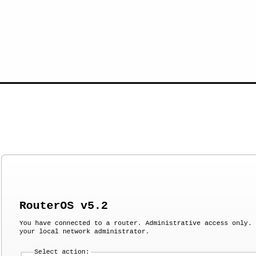 RouterOS v5.2
You have connected to a router. Administrative access only.
your local network administrator.
Select action: